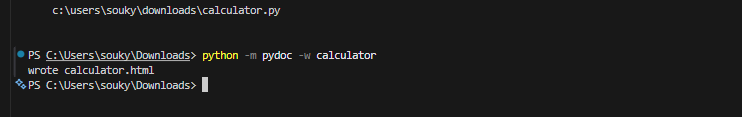 c:\users\souky\downloads\calculator.py
PS C:\Users\souky\Downloads> python -m pydoc -w calculator
wrote calculator.html
PS C:\Users\souky\Downloads>